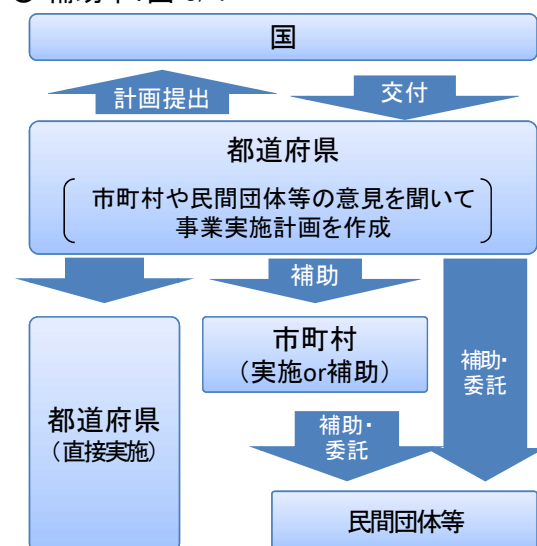 国
計画提出
交付
都道府県
市町村や民間団体等の意見を聞いて
事業実施計画を作成
補助
市町村
（実施or補助）
補助・
委託
都道府県
（直接実施）
補助・
委託
民間団体等